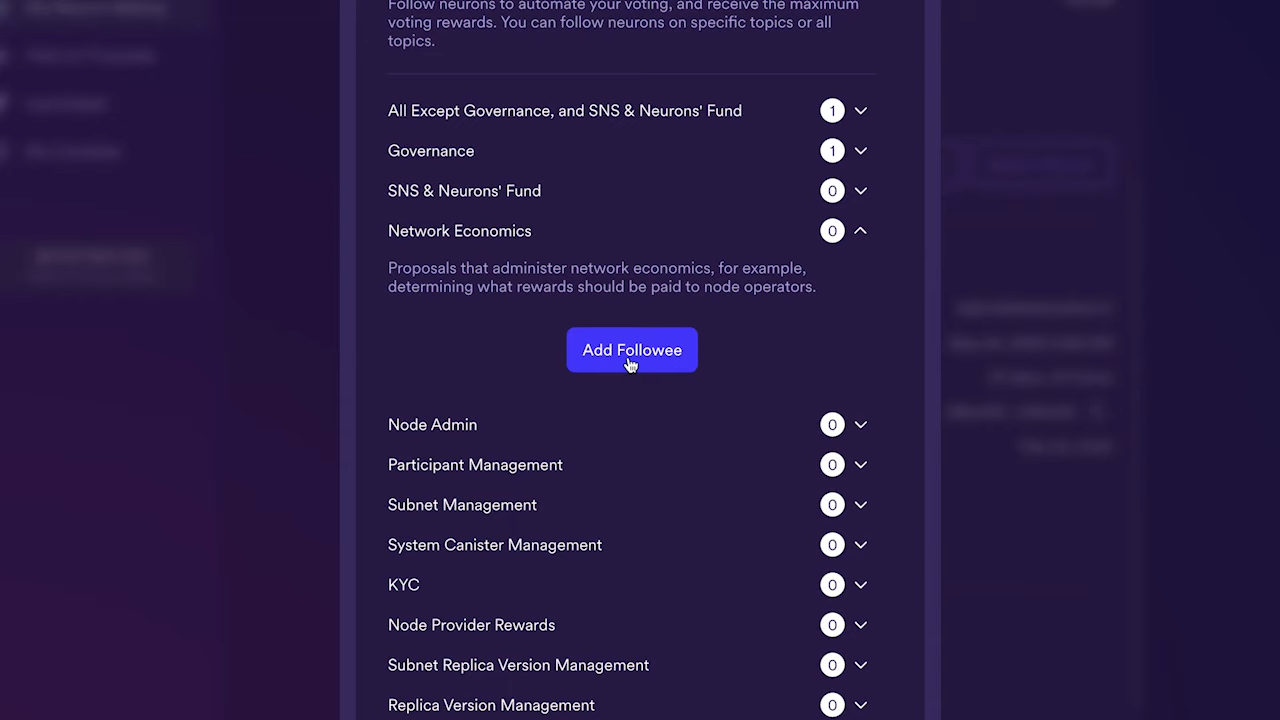 Follow neurons to automate your voting, and receive the maximum
voting rewards. You can follow neurons on specific topics or all
topics.
All Except Governance, and SNS & Neurons' Fund 1
Governance 1
SNS & Neurons' Fund 0
Network Economics 0
Proposals that administer network economics, for example,
determining what rewards should be paid to node operators.
Add Followee
Node Admin 0
Participant Management 0
Subnet Management 0
System Canister Management 0
KYC 0
Node Provider Rewards 0
Subnet Replica Version Management 0
Replica Version Management 0